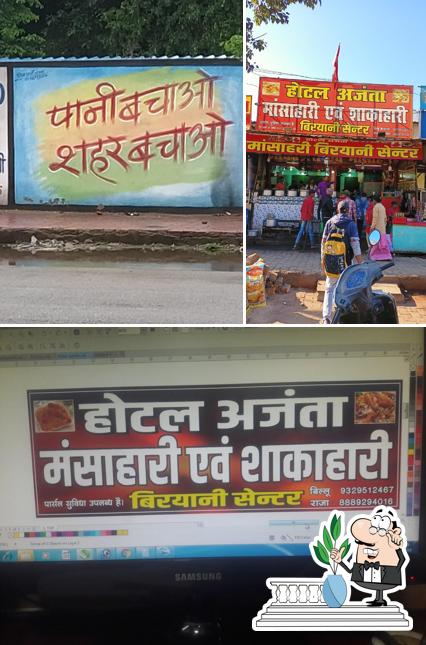 पानी बचाओ
शहर बचाओ
होटल अजंता
मांसाहारी एवं शाकाहारी
बिरयानी सेन्टर
मांसाहरी बिरयानी सेन्टर
होटल अजंता
मंसाहारी एवं शाकाहारी
पार्सल सुविधा उपलब्ध है। बिरयानी सेन्टर बिल्लू 9329512467
राजा 8889294016
SAMSUNG